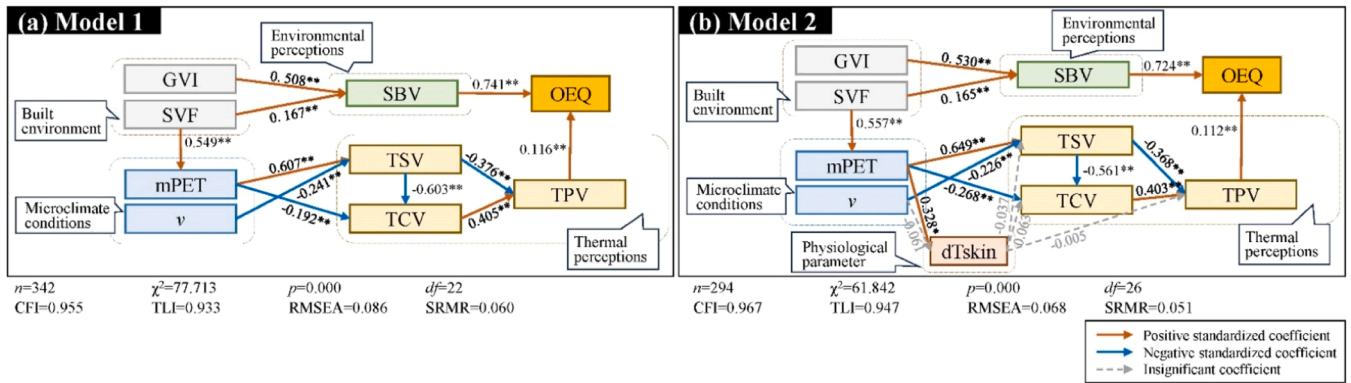 (a) Model 1
Environmental perceptions
GVI
0.508**
SBV
0.741**
OEQ
SVF
0.167**
Built environment
0.549**
0.116**
TSV
-0.376**
mPET
0.607**
-0.241**
-0.603**
TPV
Microclimate conditions
v
-0.192**
TCV
0.405**
Thermal perceptions
n=342 χ²=77.713 p=0.000 df=22
CFI=0.955 TLI=0.933 RMSEA=0.086 SRMR=0.060
(b) Model 2
Environmental perceptions
GVI
0.530**
SBV
0.724**
OEQ
SVF
0.165**
Built environment
0.557**
0.112**
TSV
-0.368**
mPET
0.649**
-0.226**
-0.561**
TPV
Microclimate conditions
v
-0.268**
TCV
0.403**
0.328*
-0.061
-0.037
-0.063
-0.005
Physiological parameter
dTskin
Thermal perceptions
n=294 χ²=61.842 p=0.000 df=26
CFI=0.967 TLI=0.947 RMSEA=0.068 SRMR=0.051
Positive standardized coefficient
Negative standardized coefficient
Insignificant coefficient